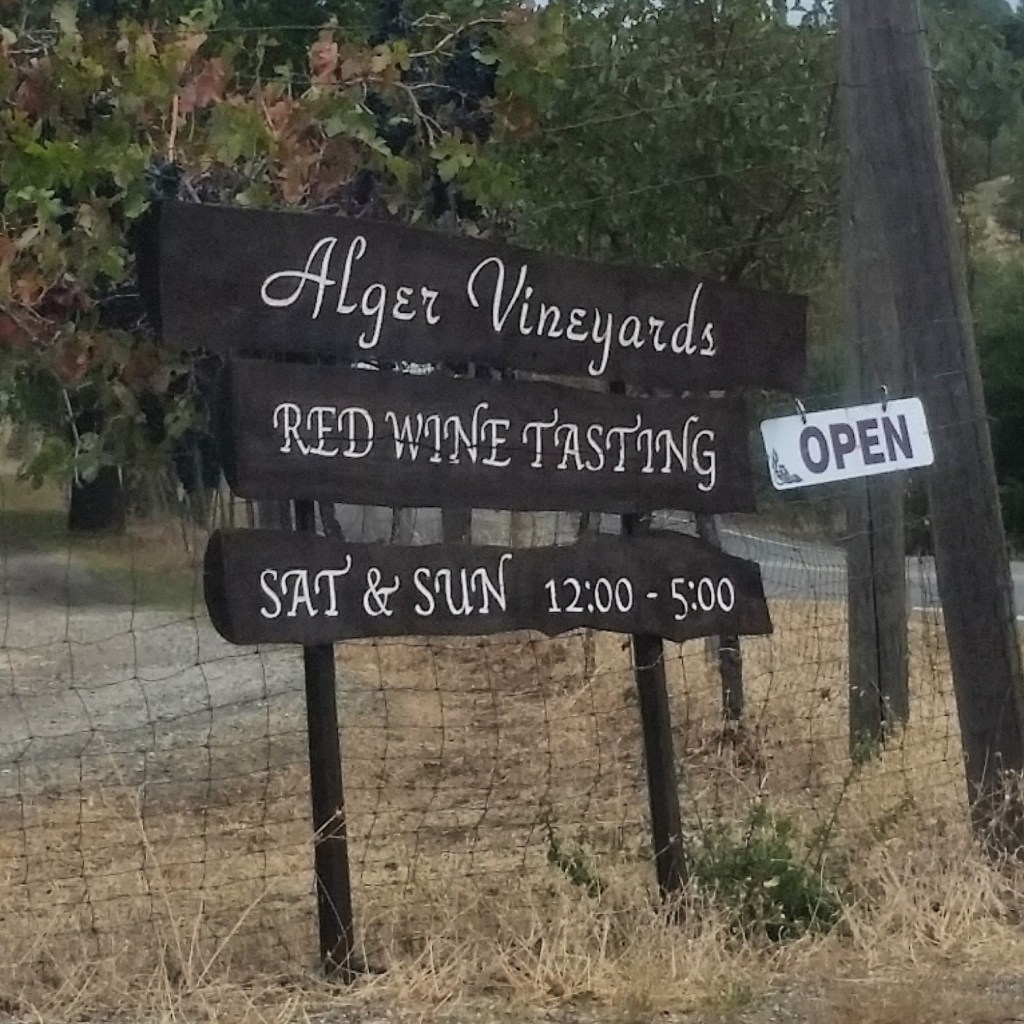 Alger Vineyards
RED WINE TASTING
OPEN
SAT & SUN 12:00 - 5:00